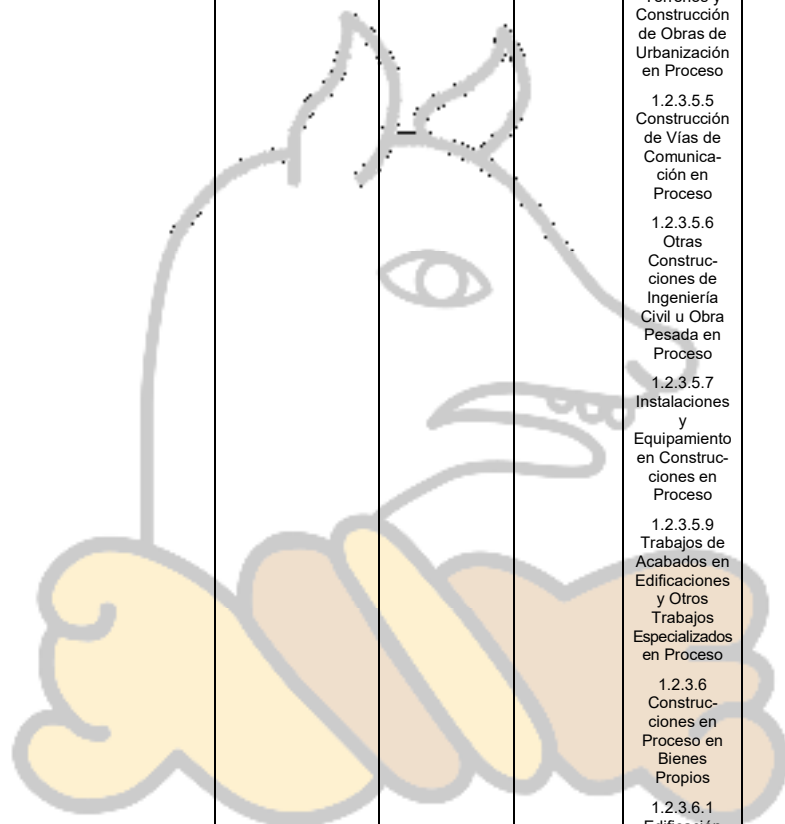 Construcción
de Obras de
Urbanización
en Proceso
1.2.3.5.5
Construcción
de Vías de
Comunica-
ción en
Proceso
1.2.3.5.6
Otras
Construc-
ciones de
Ingeniería
Civil u Obra
Pesada en
Proceso
1.2.3.5.7
Instalaciones
y
Equipamiento
en Construc-
ciones en
Proceso
1.2.3.5.9
Trabajos de
Acabados en
Edificaciones
y Otros
Trabajos
Especializados
en Proceso
1.2.3.6
Construc-
ciones en
Proceso en
Bienes
Propios
1.2.3.6.1